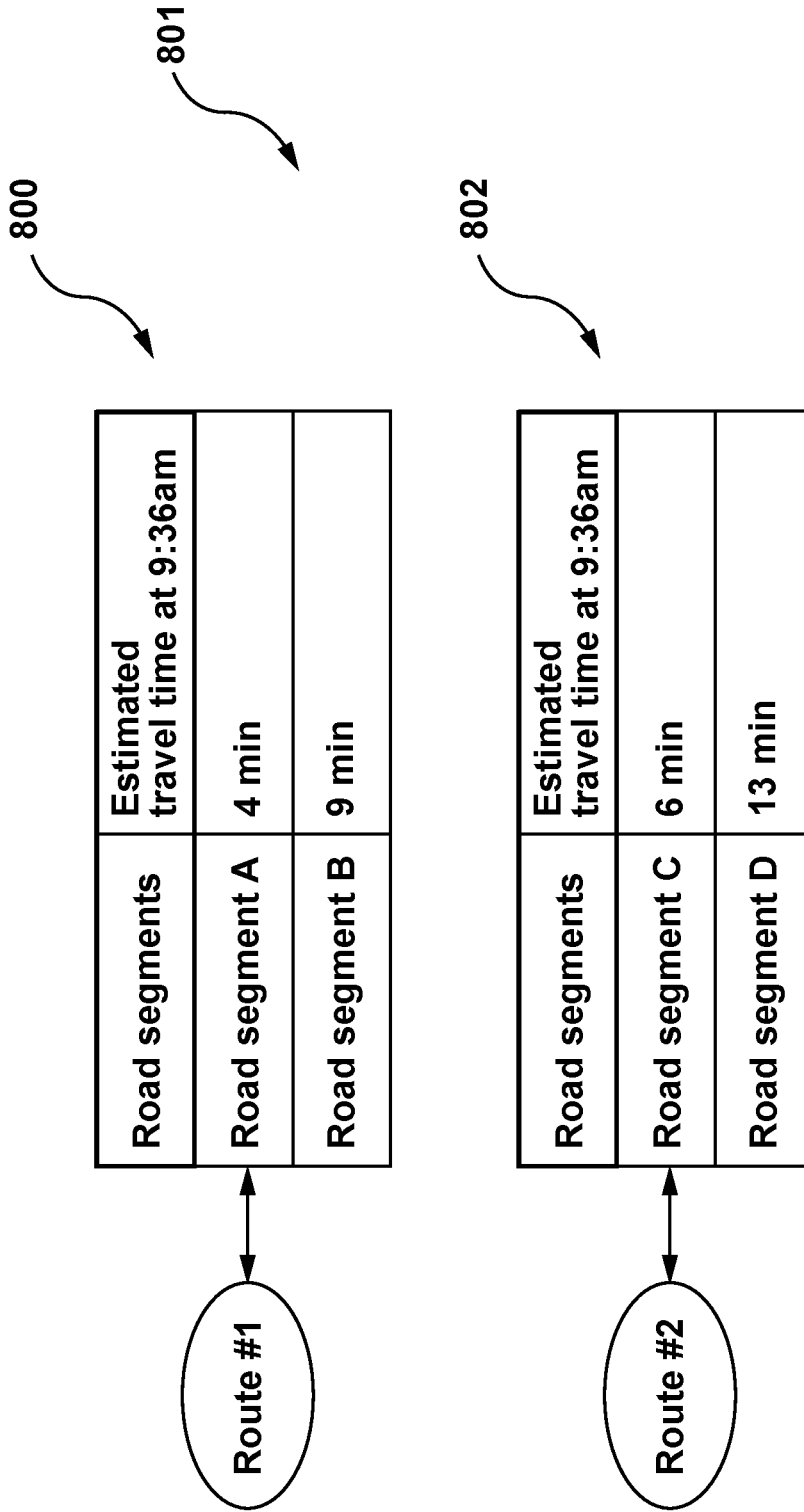 800
801
Route #1
Road segments
Estimated
travel time at 9:36am
Road segment A
4 min
Road segment B
9 min
802
Route #2
Road segments
Estimated
travel time at 9:36am
Road segment C
6 min
Road segment D
13 min